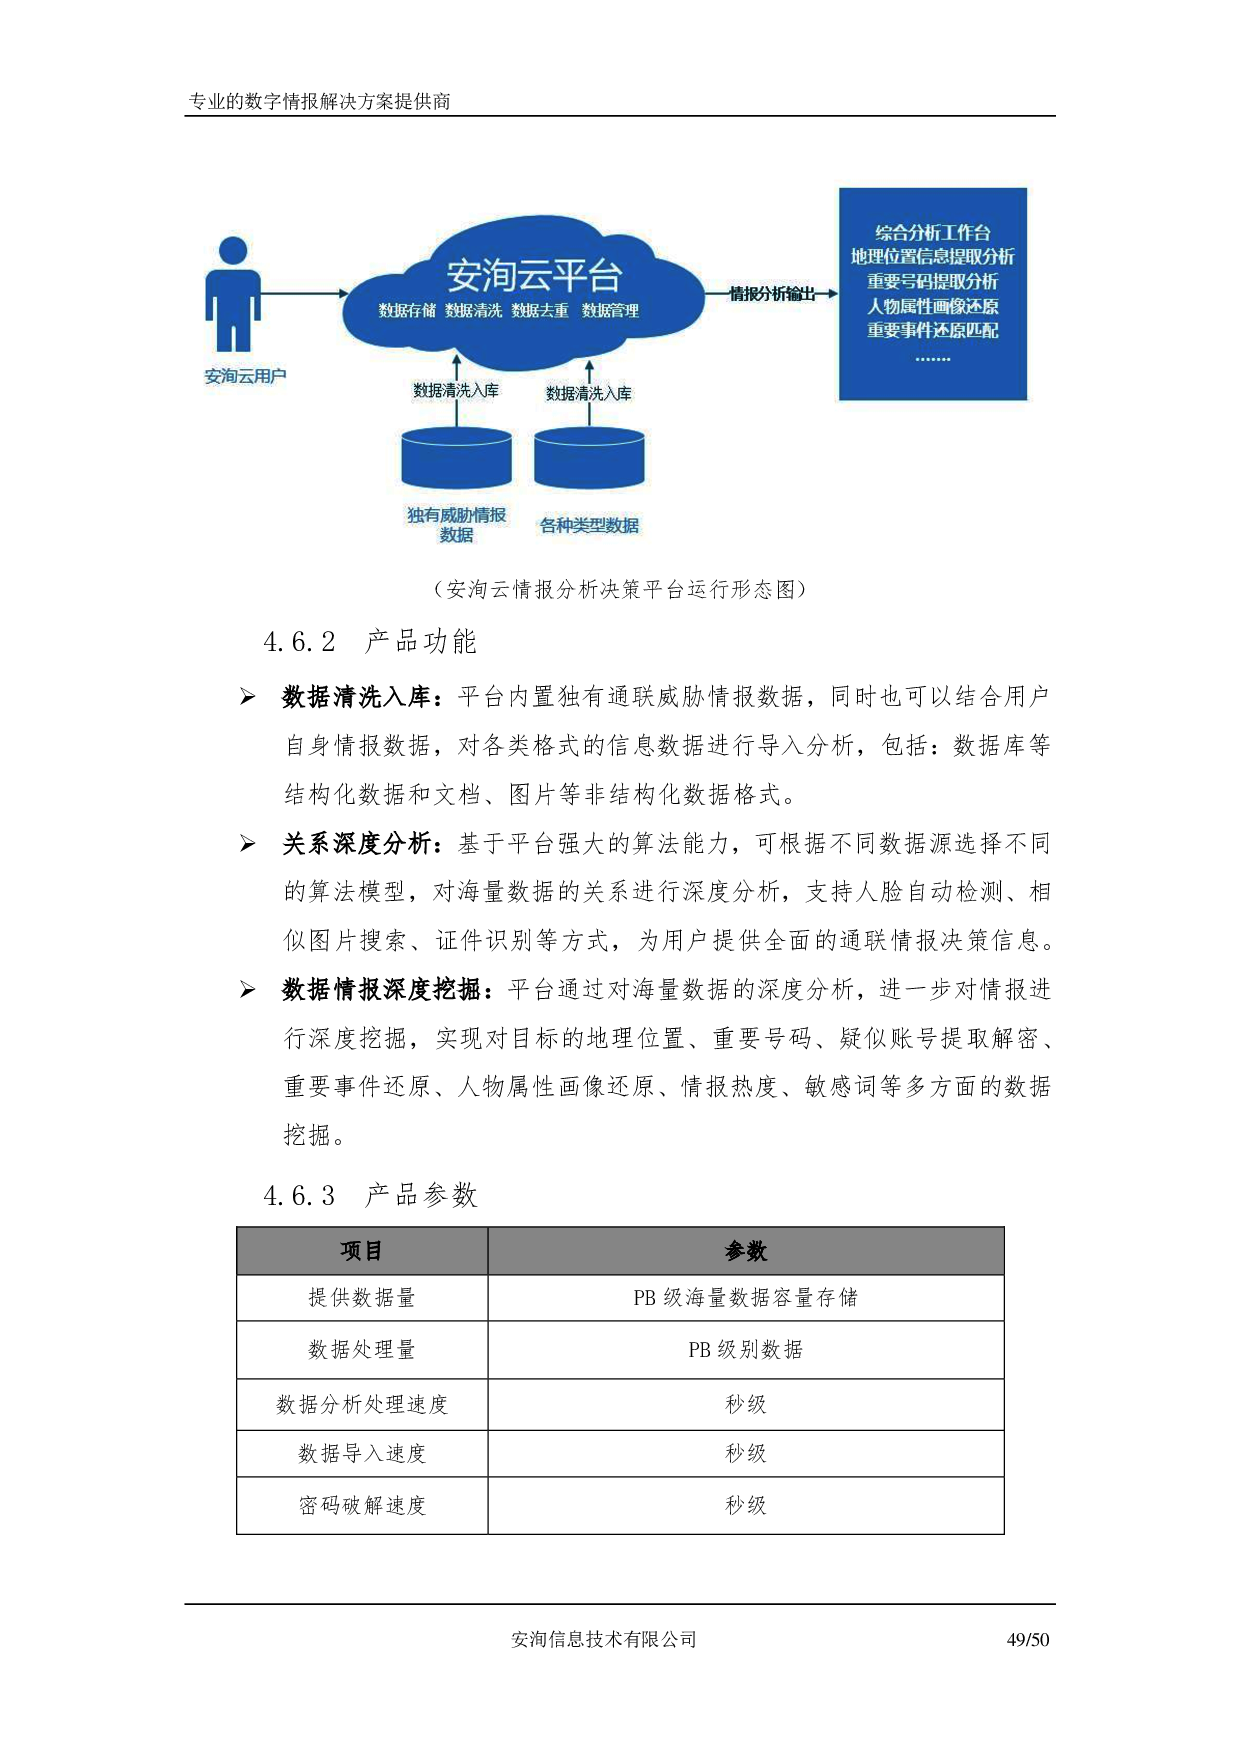 专业的数字情报解决方案提供商
综合分析工作台
地理位置信息提取分析
重要号码提取分析
人物属性画像还原
重要事件还原匹配
.......
安洵云平台
数据存储 数据清洗 数据去重 数据管理
情报分析输出
安洵云用户
数据清洗入库
数据清洗入库
独有威胁情报
数据
各种类型数据
（安洵云情报分析决策平台运行形态图）
4.6.2 产品功能
➢ 数据清洗入库：平台内置独有通联威胁情报数据，同时也可以结合用户
自身情报数据，对各类格式的信息数据进行导入分析，包括：数据库等
结构化数据和文档、图片等非结构化数据格式。
➢ 关系深度分析：基于平台强大的算法能力，可根据不同数据源选择不同
的算法模型，对海量数据的关系进行深度分析，支持人脸自动检测、相
似图片搜索、证件识别等方式，为用户提供全面的通联情报决策信息。
➢ 数据情报深度挖掘：平台通过对海量数据的深度分析，进一步对情报进
行深度挖掘，实现对目标的地理位置、重要号码、疑似账号提取解密、
重要事件还原、人物属性画像还原、情报热度、敏感词等多方面的数据
挖掘。
4.6.3 产品参数
项目 参数
提供数据量 PB 级海量数据容量存储
数据处理量 PB 级别数据
数据分析处理速度 秒级
数据导入速度 秒级
密码破解速度 秒级
安洵信息技术有限公司 49/50